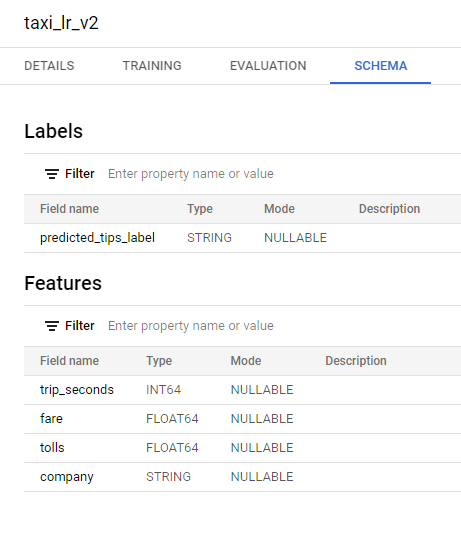 taxi_lr_v2
DETAILS TRAINING EVALUATION SCHEMA
Labels
Filter Enter property name or value
Field name Type Mode Description
predicted_tips_label STRING NULLABLE
Features
Filter Enter property name or value
Field name Type Mode Description
trip_seconds INT64 NULLABLE
fare FLOAT64 NULLABLE
tolls FLOAT64 NULLABLE
company STRING NULLABLE